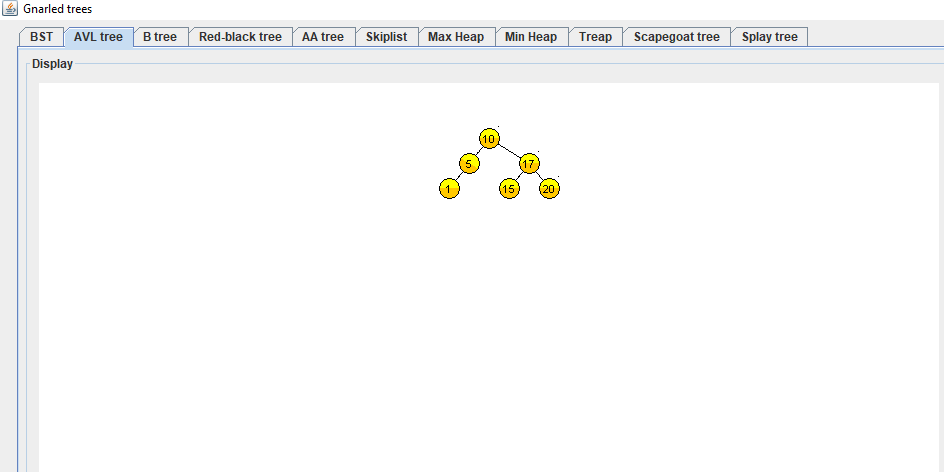 Gnarled trees
BST AVL tree B tree Red-black tree AA tree Skiplist Max Heap Min Heap Treap Scapegoat tree Splay tree
Display
10
5 17
1 15 20